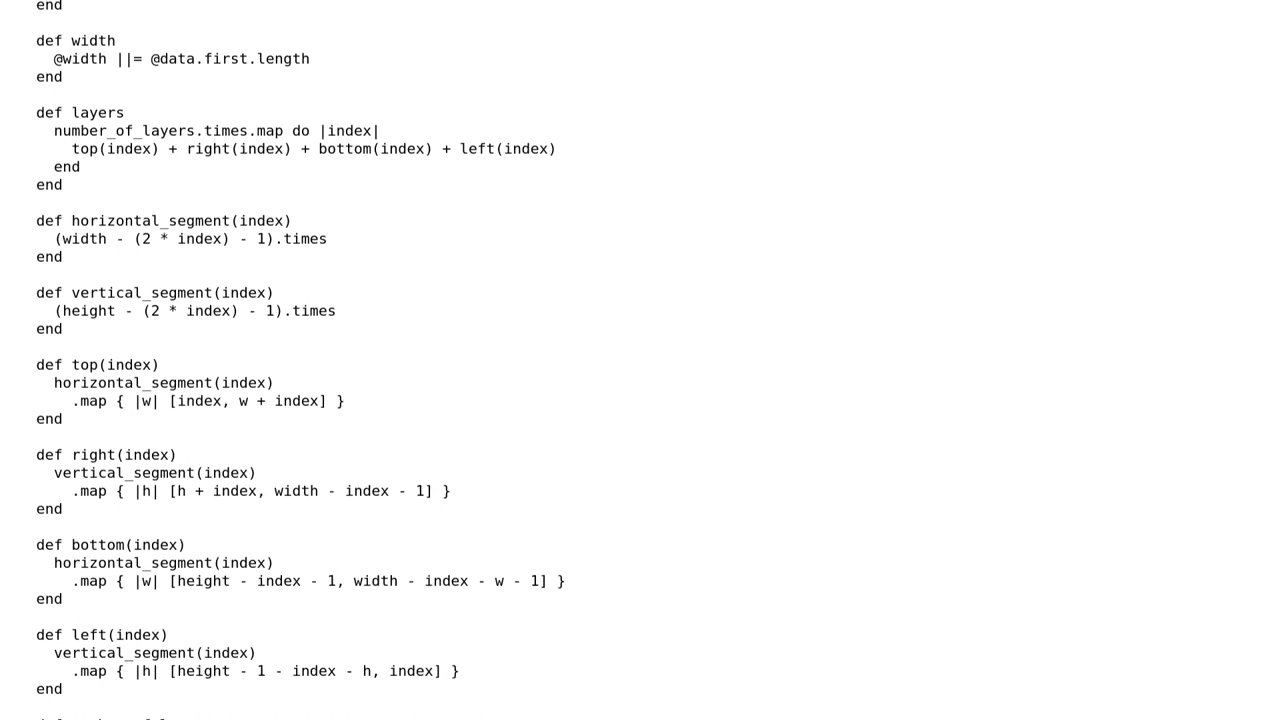 end
def width
@width ||= @data.first.length
end
def layers
number_of_layers.times.map do |index|
top(index) + right(index) + bottom(index) + left(index)
end
end
def horizontal_segment(index)
(width - (2 * index) - 1).times
end
def vertical_segment(index)
(height - (2 * index) - 1).times
end
def top(index)
horizontal_segment(index)
.map { |w| [index, w + index] }
end
def right(index)
vertical_segment(index)
.map { |h| [h + index, width - index - 1] }
end
def bottom(index)
horizontal_segment(index)
.map { |w| [height - index - 1, width - index - w - 1] }
end
def left(index)
vertical_segment(index)
.map { |h| [height - 1 - index - h, index] }
end